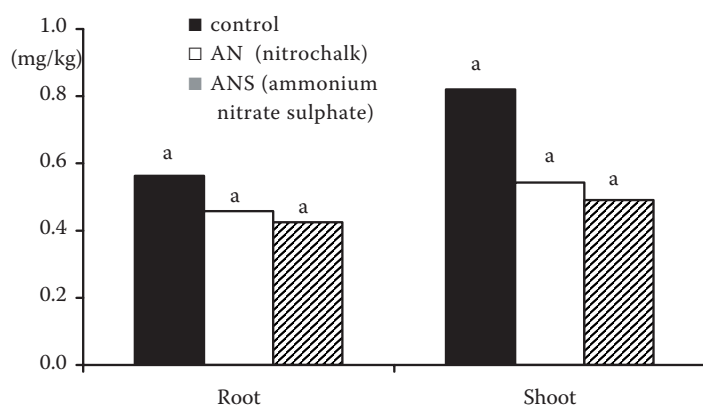 1.0
(mg/kg)
0.8
0.6
0.4
0.2
0.0
control
AN (nitrochalk)
ANS (ammonium
nitrate sulphate)
a
a
a
a
a
a
Root
Shoot